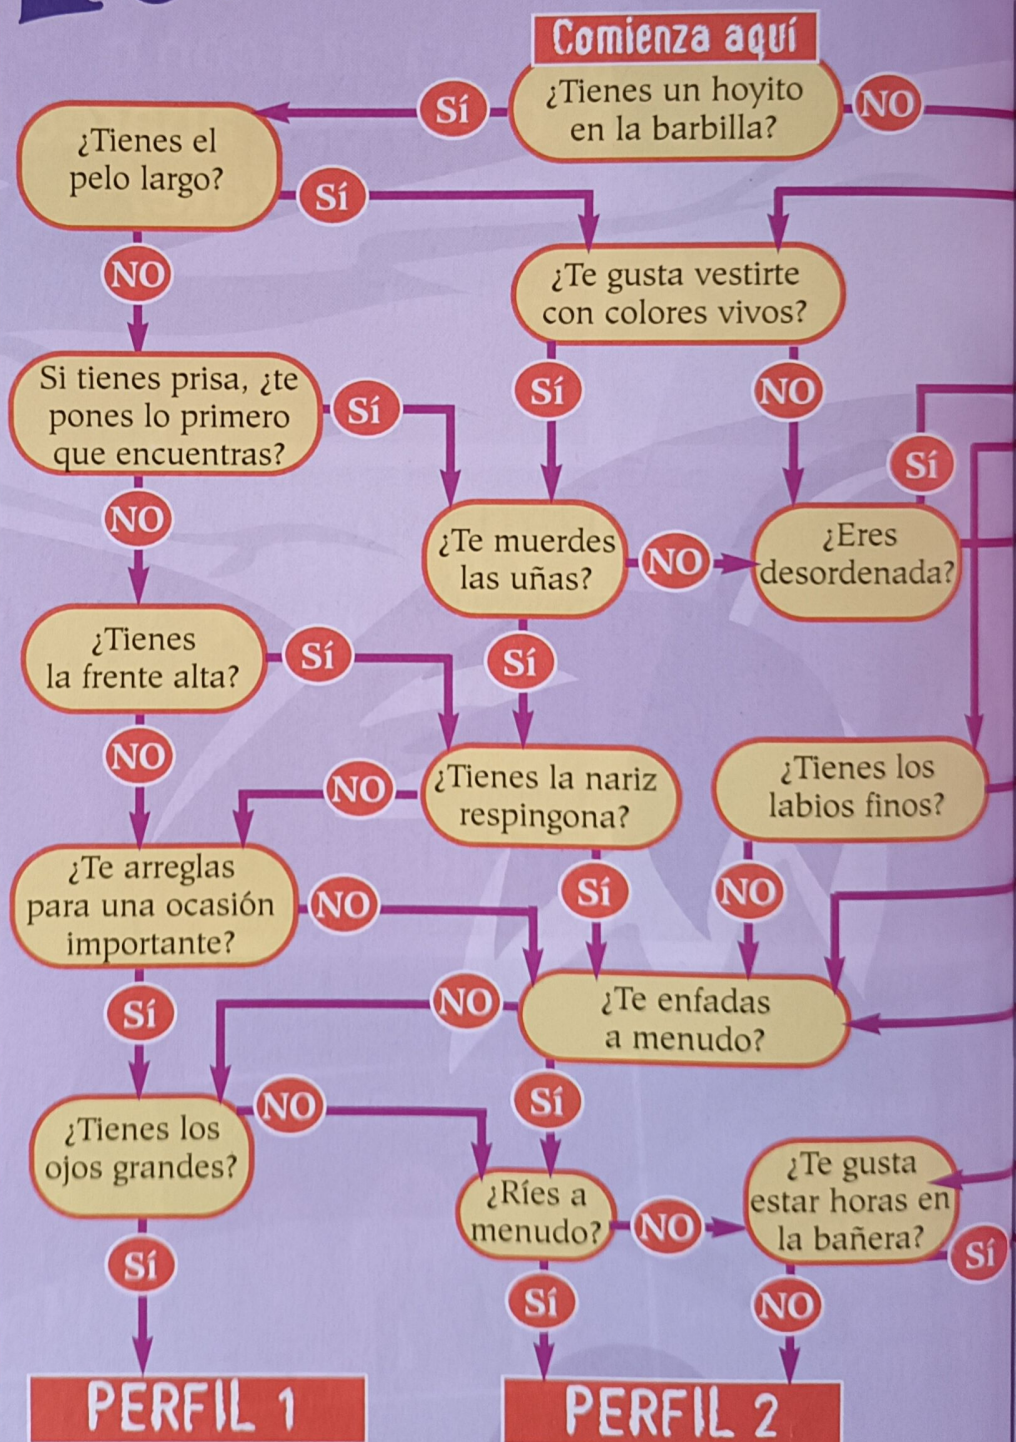 Comienza aquí
¿Tienes un hoyito
en la barbilla?
Sí
NO
¿Tienes el
pelo largo?
Sí
NO
¿Te gusta vestirte
con colores vivos?
Sí
NO
Si tienes prisa, ¿te
pones lo primero
que encuentras?
Sí
NO
Sí
¿Te muerdes
las uñas?
NO
Sí
¿Eres
desordenada?
¿Tienes
la frente alta?
Sí
NO
¿Tienes la nariz
respingona?
NO
Sí
¿Tienes los
labios finos?
NO
¿Te arreglas
para una ocasión
importante?
NO
Sí
¿Te enfadas
a menudo?
NO
Sí
¿Tienes los
ojos grandes?
NO
Sí
¿Ríes a
menudo?
NO
Sí
¿Te gusta
estar horas en
la bañera?
Sí
NO
PERFIL 1
PERFIL 2